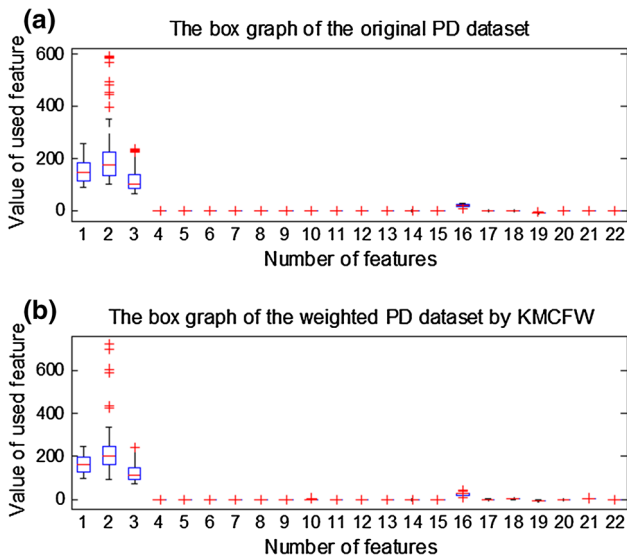 (a)
The box graph of the original PD dataset
Value of used feature
600
400
200
0
1 2 3 4 5 6 7 8 9 10 11 12 13 14 15 16 17 18 19 20 21 22
Number of features
(b)
The box graph of the weighted PD dataset by KMCFW
Value of used feature
600
400
200
0
1 2 3 4 5 6 7 8 9 10 11 12 13 14 15 16 17 18 19 20 21 22
Number of features